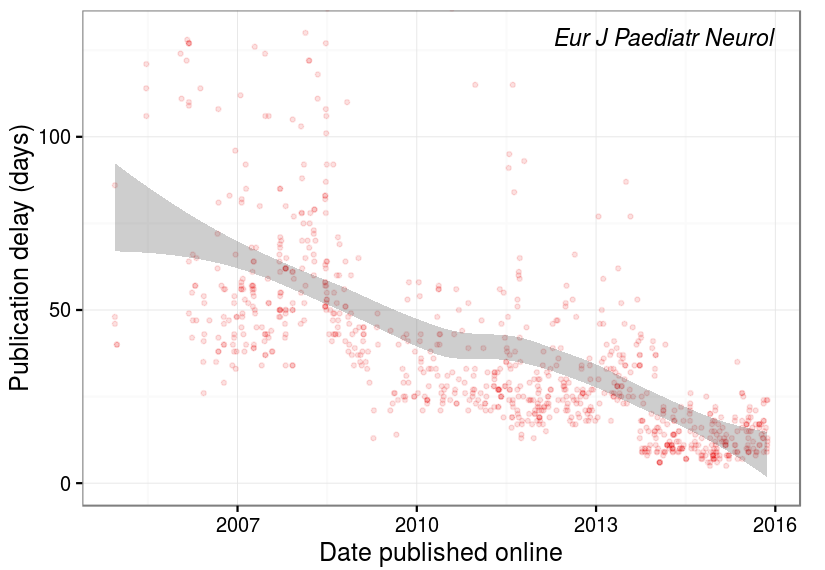 Eur J Paediatr Neurol
Publication delay (days)
100
50
0
2007 2010 2013 2016
Date published online